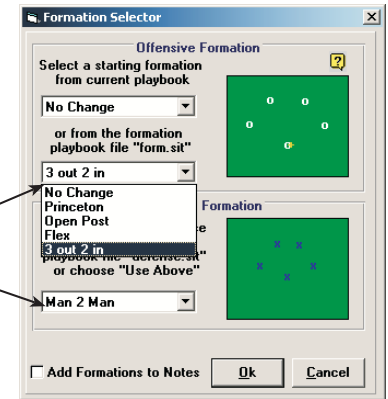 Formation Selector
Offensive Formation
Select a starting formation
from current playbook
No Change
or from the formation
playbook file "form.sit"
3 out 2 in
No Change
Princeton
Open Post
Flex
3 out 2 in
Formation
playbook file "defense.sit"
or choose "Use Above"
Man 2 Man
Add Formations to Notes
Ok
Cancel
?
o o
o o
o
x x
x x
x